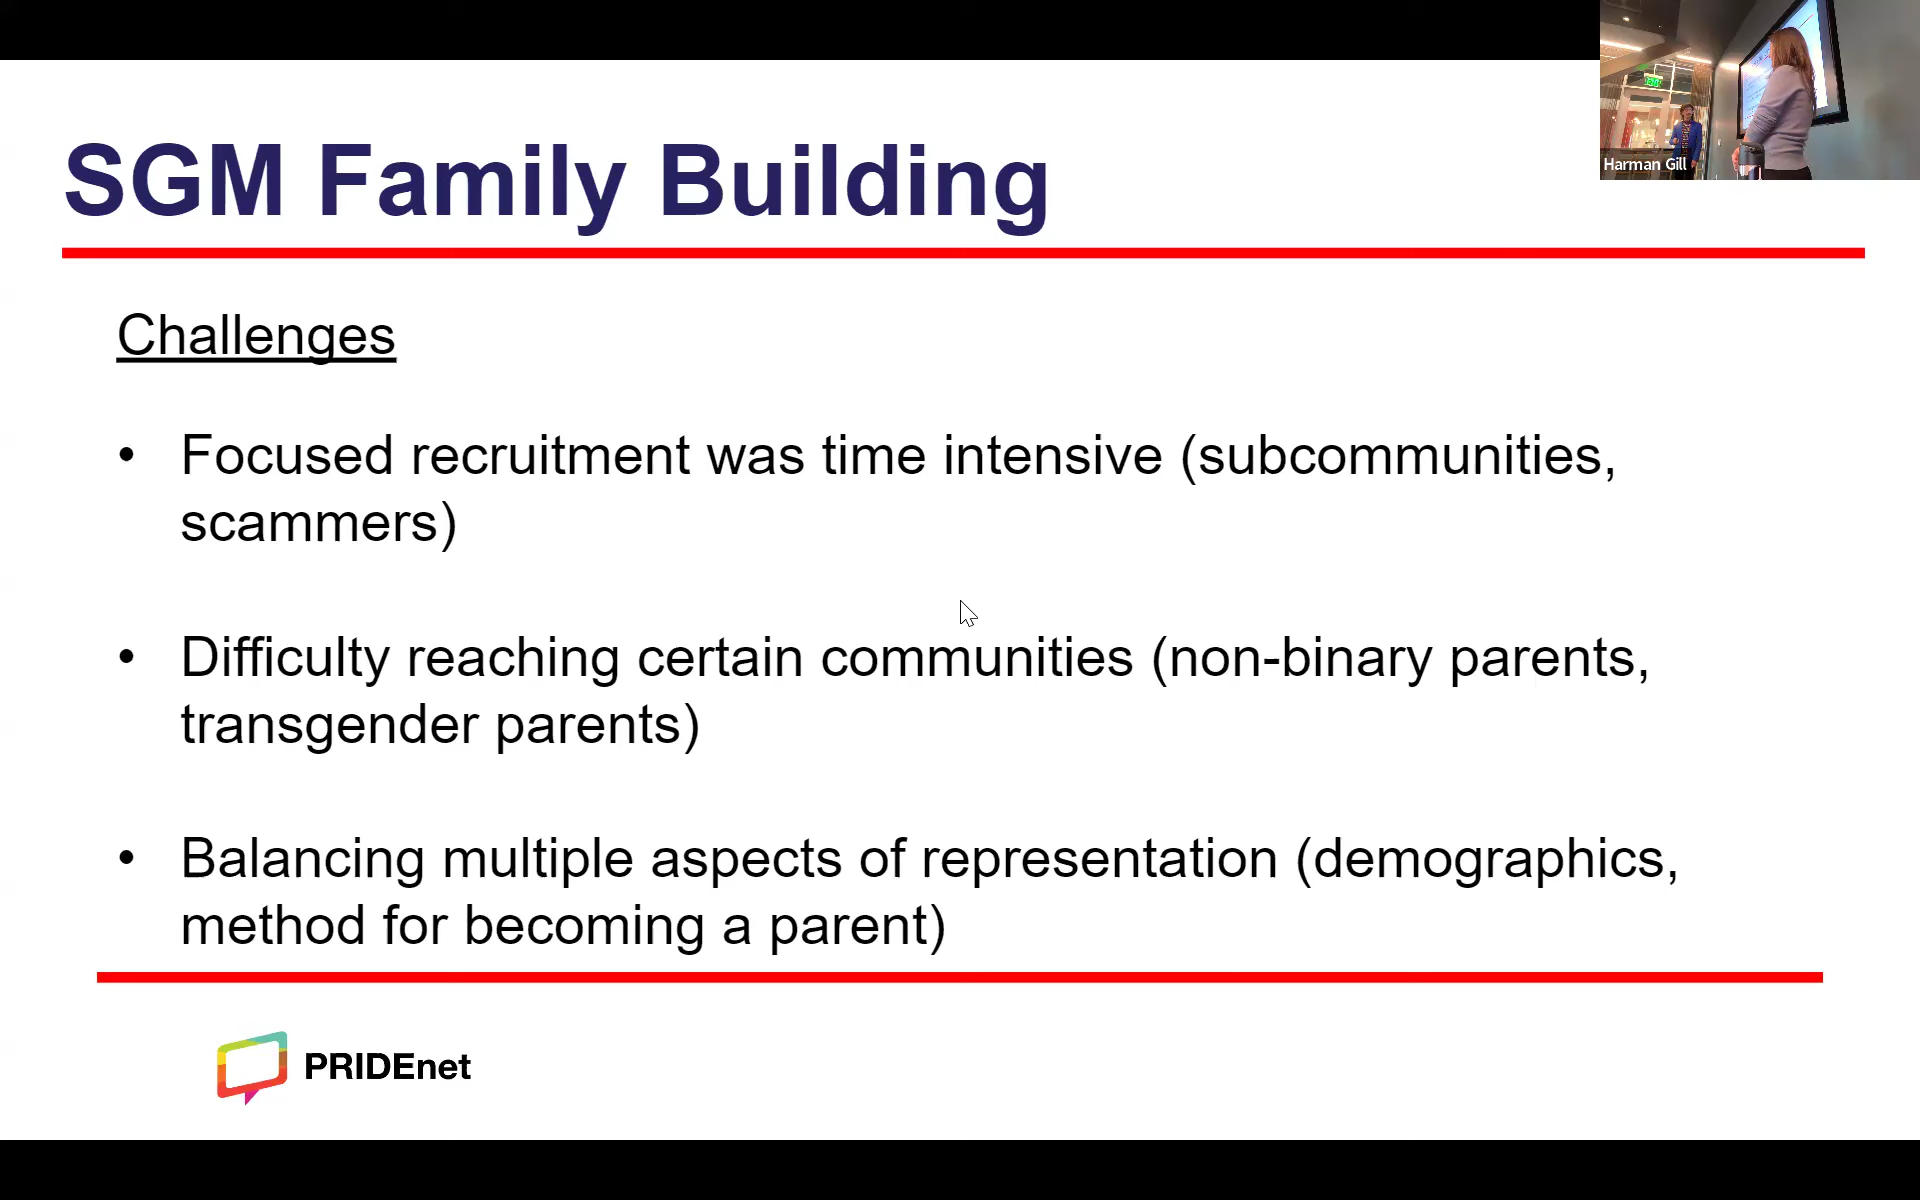 SGM Family Building
Harman Gill
EXIT
Challenges
• Focused recruitment was time intensive (subcommunities,
scammers)
• Difficulty reaching certain communities (non-binary parents,
transgender parents)
• Balancing multiple aspects of representation (demographics,
method for becoming a parent)
PRIDEnet